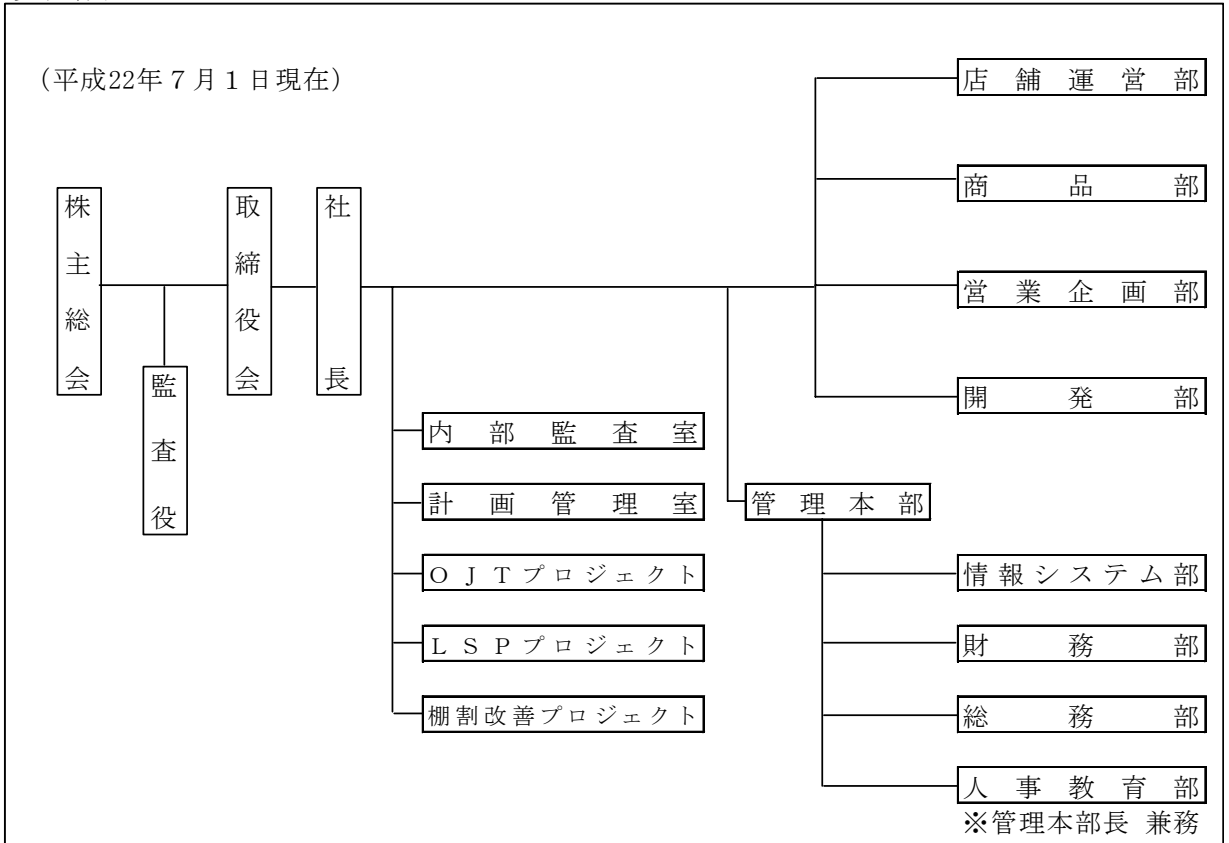 (平成22年７月１日現在)
株主総会
監査役
取締役会
社長
内部監査室
計画管理室
ＯＪＴプロジェクト
ＬＳＰプロジェクト
棚割改善プロジェクト
店舗運営部
商品部
営業企画部
開発部
管理本部
情報システム部
財務部
総務部
人事教育部
※管理本部長 兼務